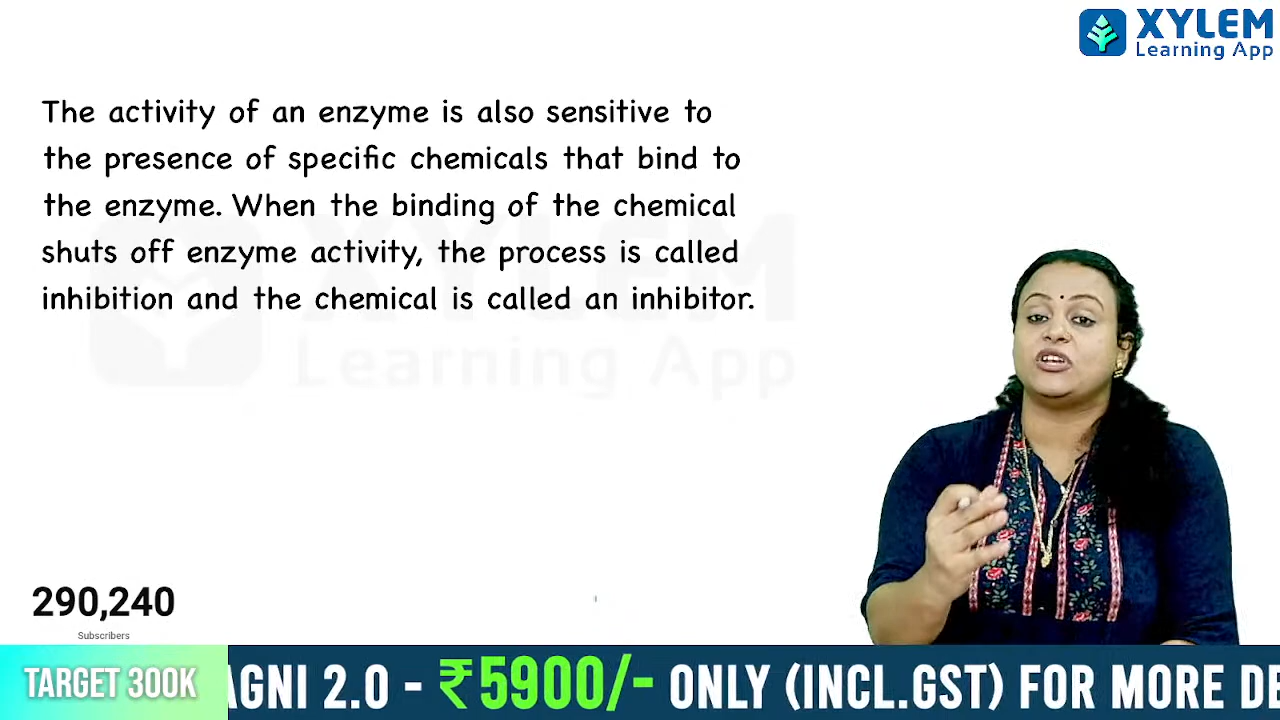 XYLEM
Learning App
The activity of an enzyme is also sensitive to
the presence of specific chemicals that bind to
the enzyme. When the binding of the chemical
shuts off enzyme activity, the process is called
inhibition and the chemical is called an inhibitor.
XYLEM
Learning App
290,240
Subscribers
TARGET 300K
AGNI 2.0 - ₹5900/- ONLY (INCL.GST) FOR MORE DE